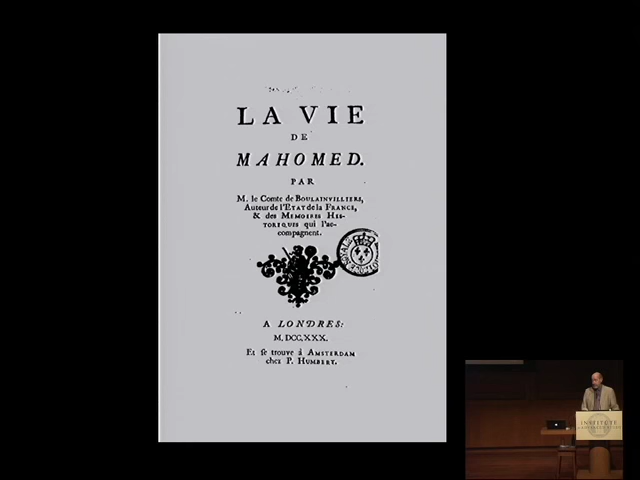 LA VIE
DE
MAHOMED.
PAR
M. le Comte de BOULAINVILLIERS,
Auteur de l'ETAT de la FRANCE,
& des MEMOIRES HIS-
TORIQUES qui l'ac-
compagnent.
A LONDRES:
M. DCC.XXX.
Et se trouve à AMSTERDAM
chez P. HUMBERT.
INSTITUTE